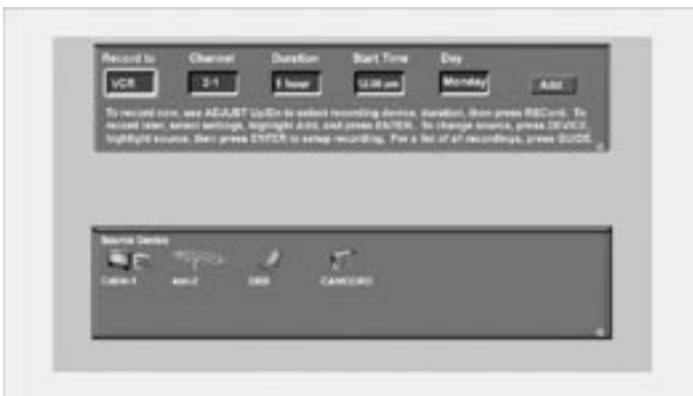 Record to Channel Duration Start Time Day
VCR 2-1 1 hour 12:00 pm Monday Add
To record now, use ADJUST Up/Dn to select recording device, duration, then press RECord. To
record later, select settings, highlight Add, and press ENTER. To change source, press DEVICE,
highlight source, then press ENTER to setup recording. For a list of all recordings, press GUIDE.
Source Device
Ant-2 DBS CAMCORD